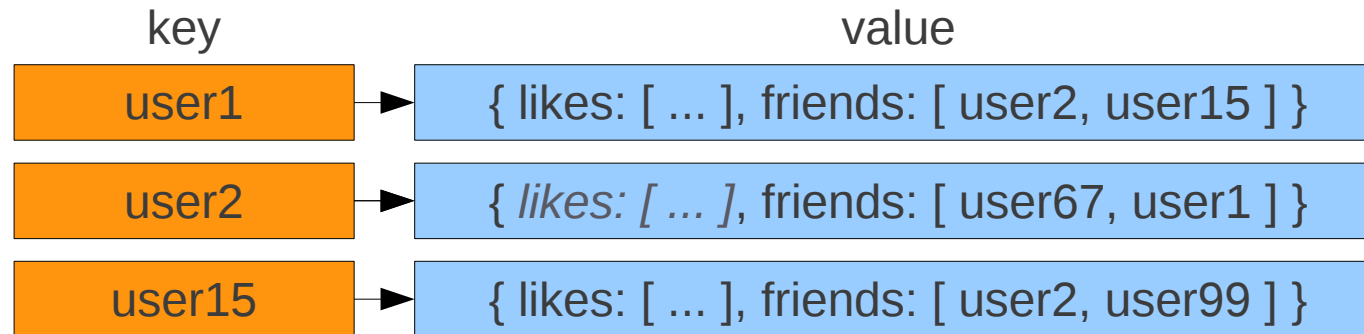 key value
user1 { likes: [ ... ], friends: [ user2, user15 ] }
user2 { likes: [ ... ], friends: [ user67, user1 ] }
user15 { likes: [ ... ], friends: [ user2, user99 ] }